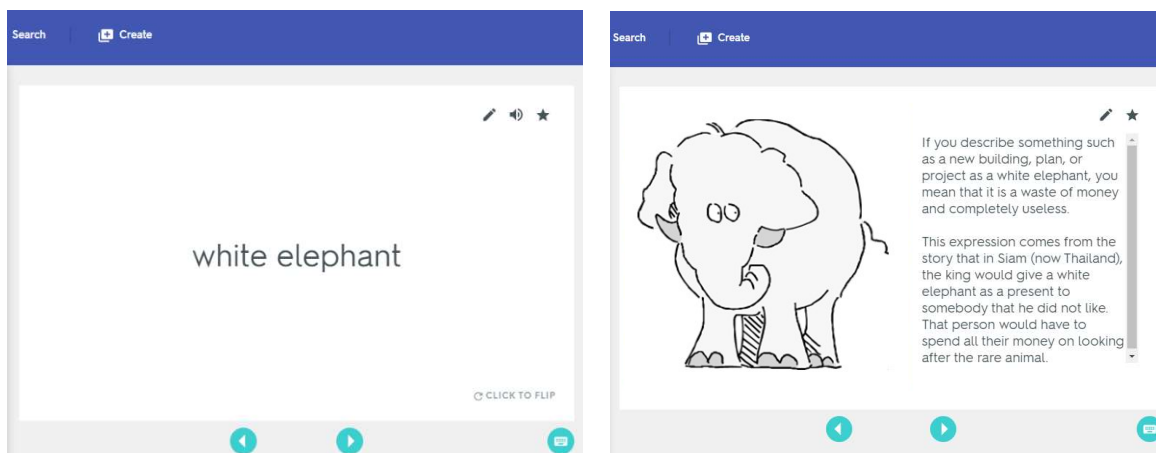 Search
Create
white elephant
CLICK TO FLIP
Search
Create
If you describe something such
as a new building, plan, or
project as a white elephant, you
mean that it is a waste of money
and completely useless.
This expression comes from the
story that in Siam (now Thailand),
the king would give a white
elephant as a present to
somebody that he did not like.
That person would have to
spend all their money on looking
after the rare animal.